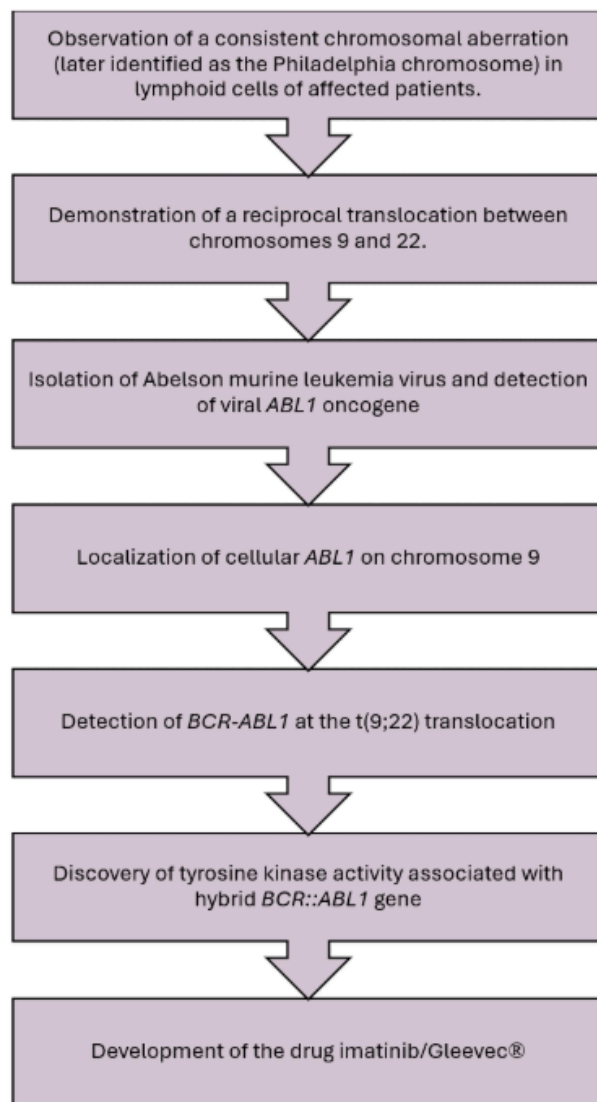 Observation of a consistent chromosomal aberration
(later identified as the Philadelphia chromosome) in
lymphoid cells of affected patients.
Demonstration of a reciprocal translocation between
chromosomes 9 and 22.
Isolation of Abelson murine leukemia virus and detection
of viral ABL1 oncogene
Localization of cellular ABL1 on chromosome 9
Detection of BCR-ABL1 at the t(9;22) translocation
Discovery of tyrosine kinase activity associated with
hybrid BCR::ABL1 gene
Development of the drug imatinib/Gleevec®